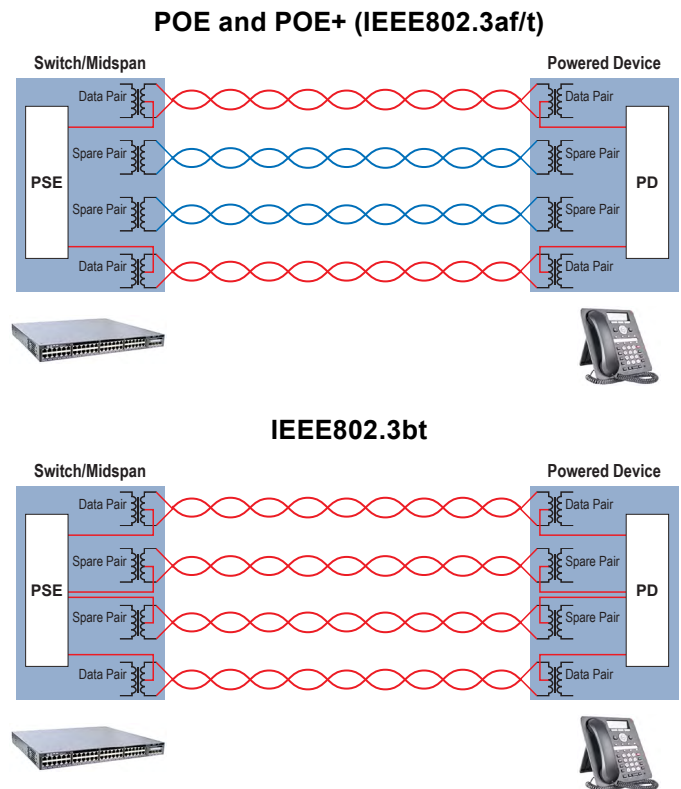 POE and POE+ (IEEE802.3af/t)
Switch/Midspan
Powered Device
Data Pair
Data Pair
Spare Pair
Spare Pair
PSE
PD
Spare Pair
Spare Pair
Data Pair
Data Pair
IEEE802.3bt
Switch/Midspan
Powered Device
Data Pair
Data Pair
Spare Pair
Spare Pair
PSE
PD
Spare Pair
Spare Pair
Data Pair
Data Pair